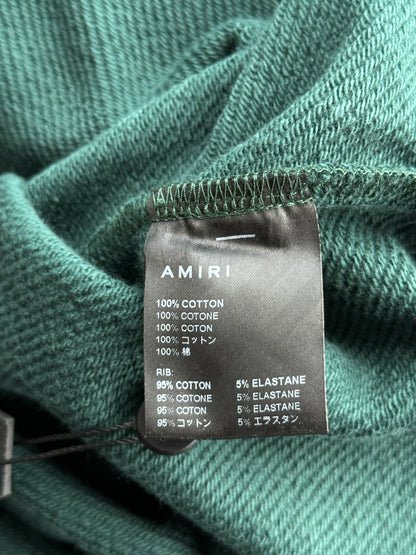 AMIRI
100% COTTON
100% COTONE
100% COTON
100% コットン
100% 棉
RIB:
95% COTTON 5% ELASTANE
95% COTONE 5% ELASTANE
95% COTON 5% ELASTANE
95% コットン 5% エラスタン